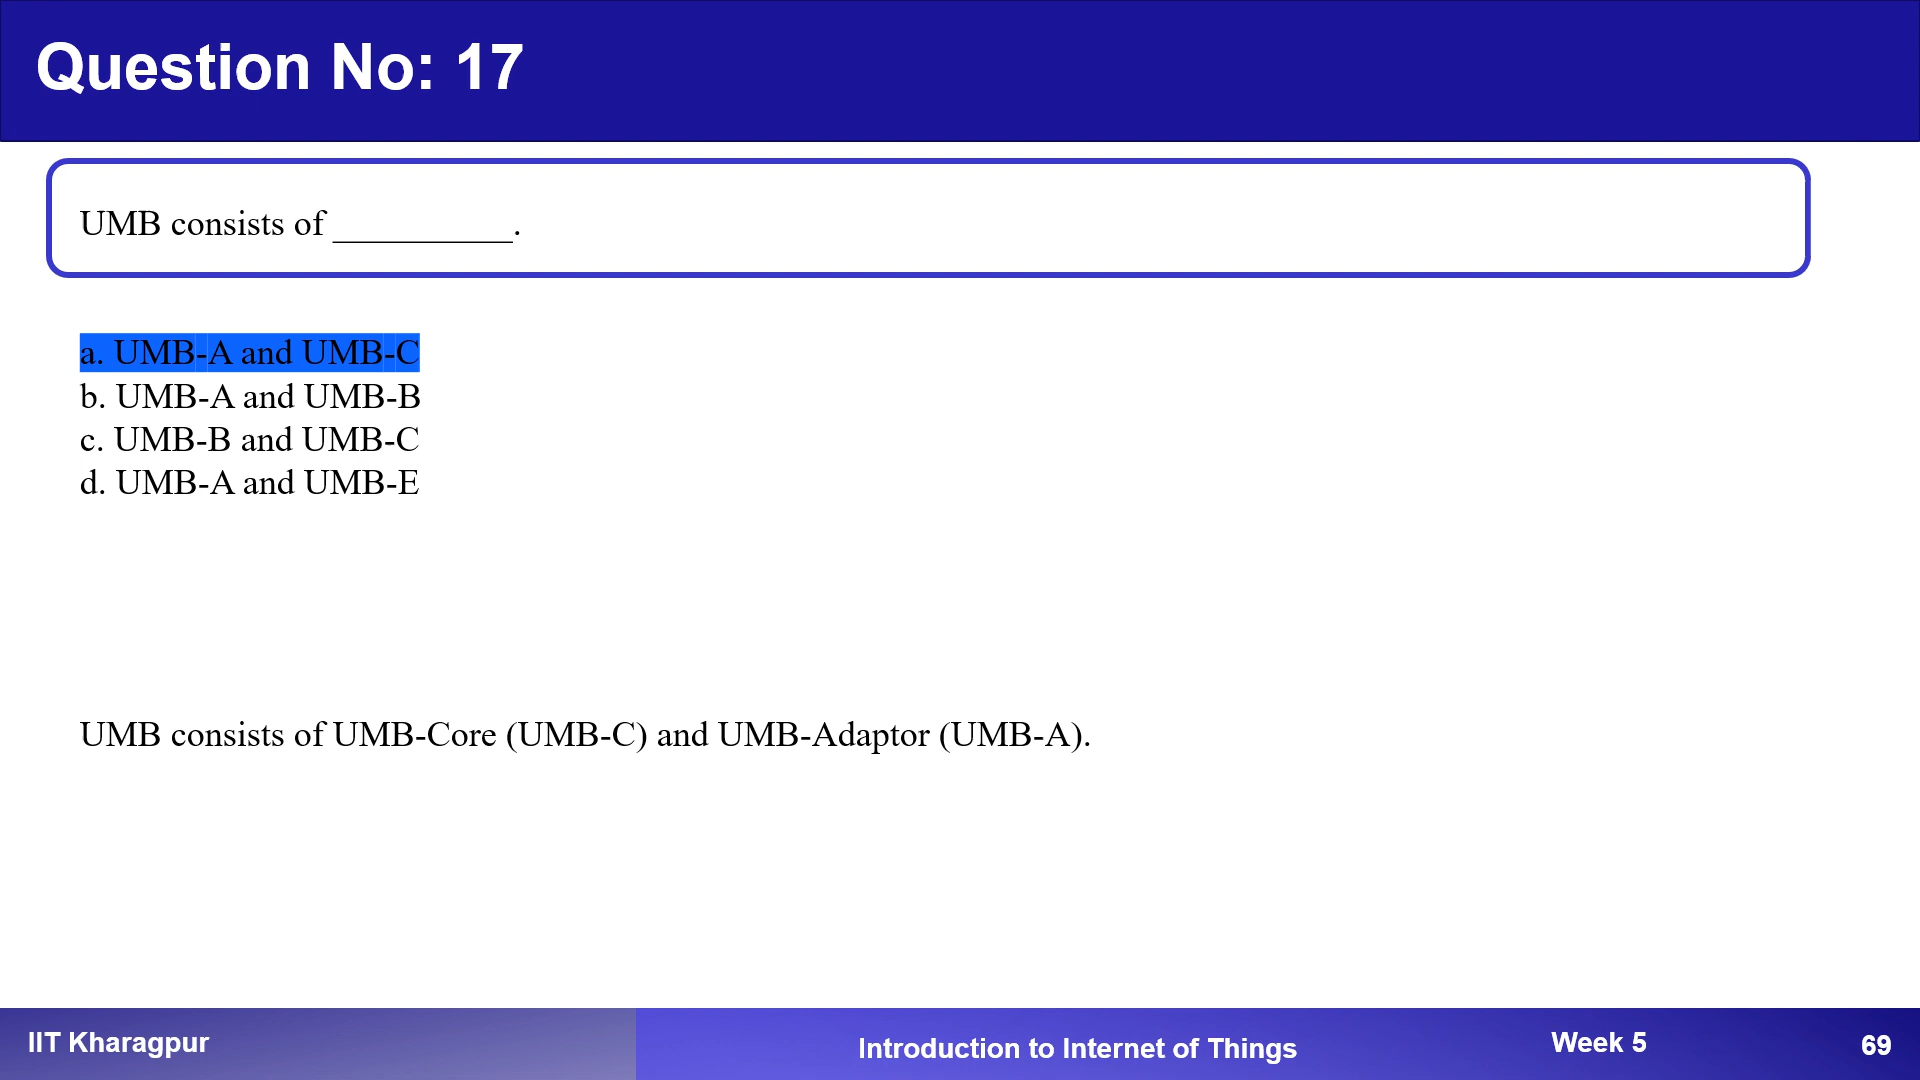 Question No: 17
UMB consists of __________.
a. UMB-A and UMB-C
b. UMB-A and UMB-B
c. UMB-B and UMB-C
d. UMB-A and UMB-E
UMB consists of UMB-Core (UMB-C) and UMB-Adaptor (UMB-A).
IIT Kharagpur
Introduction to Internet of Things
Week 5
69